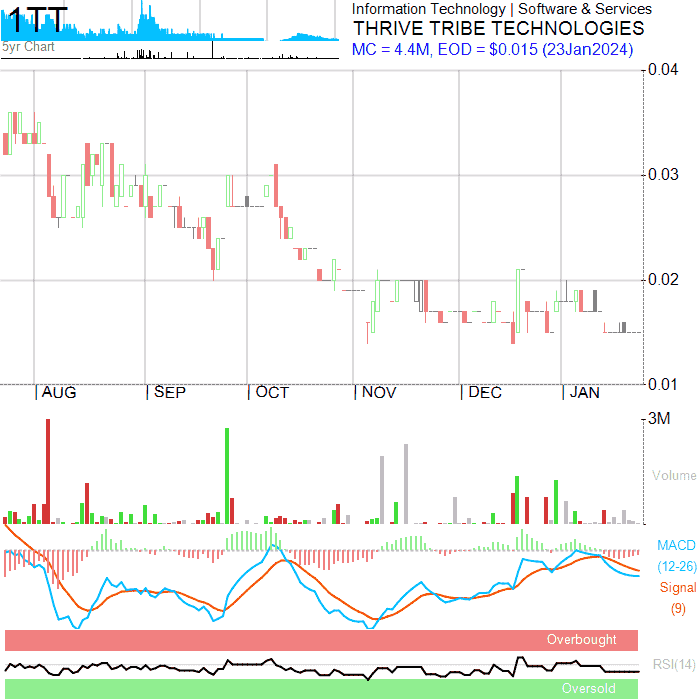 1TT
5yr Chart
Information Technology | Software & Services
THRIVE TRIBE TECHNOLOGIES
MC = 4.4M, EOD = $0.015 (23Jan2024)
0.04
0.03
0.02
0.01
| AUG | SEP | OCT | NOV | DEC | JAN
3M
Volume
MACD
(12-26)
Signal
(9)
Overbought
RSI(14)
Oversold